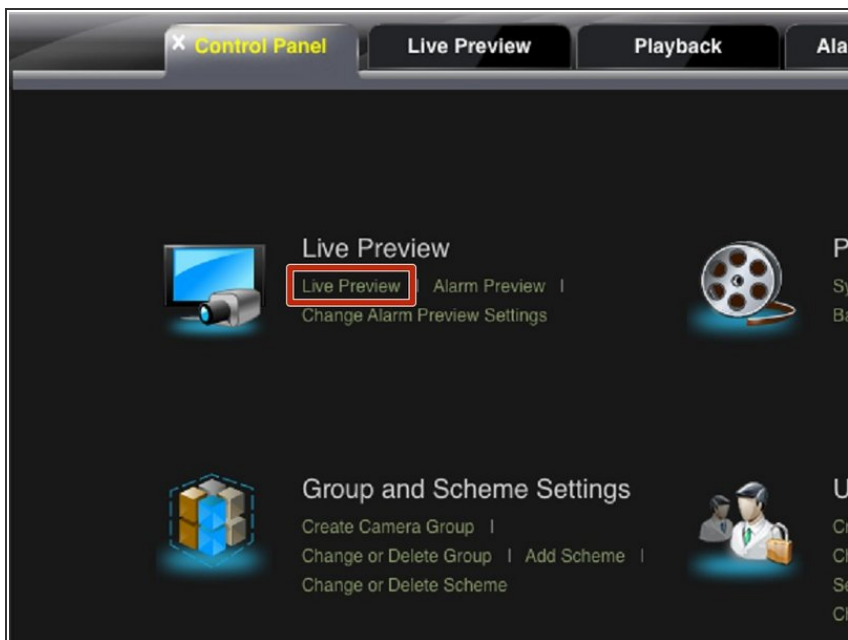 Control Panel
Live Preview
Playback
Live Preview
Live Preview | Alarm Preview |
Change Alarm Preview Settings
Group and Scheme Settings
Create Camera Group |
Change or Delete Group | Add Scheme |
Change or Delete Scheme